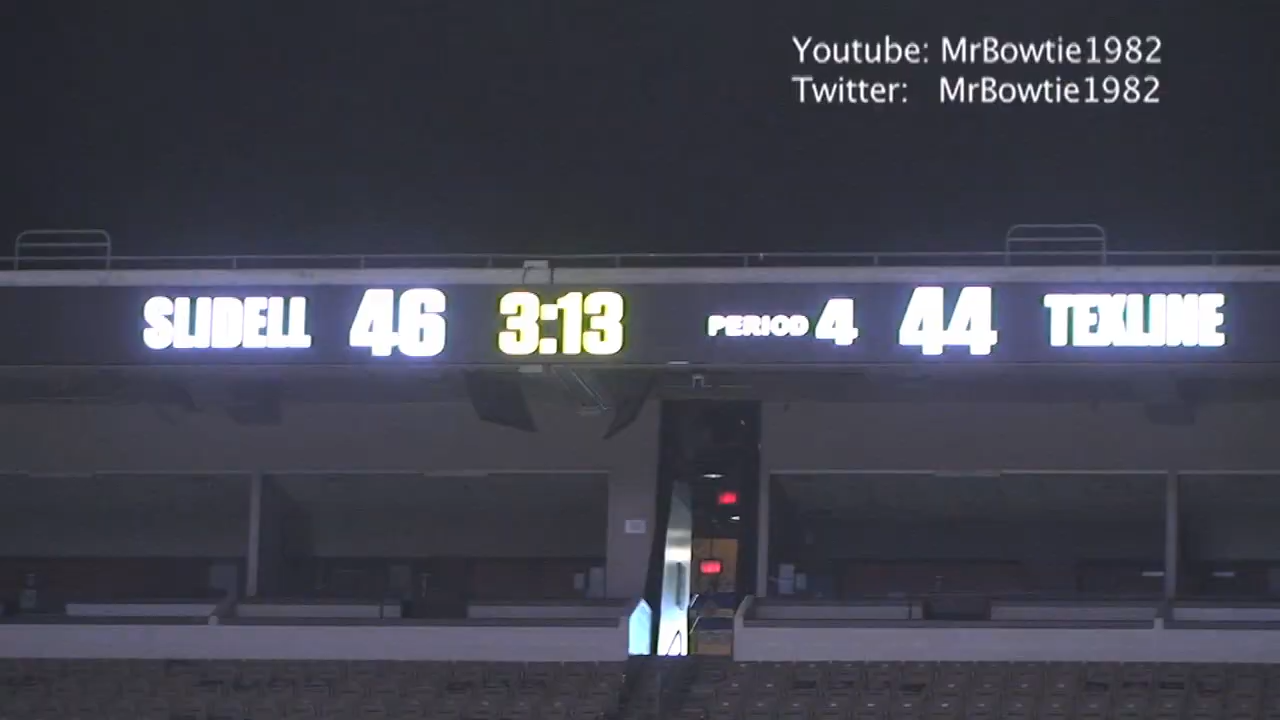 Youtube: MrBowtie1982
Twitter: MrBowtie1982
SLIDELL 46 3:13 PERIOD 4 44 TEXLINE